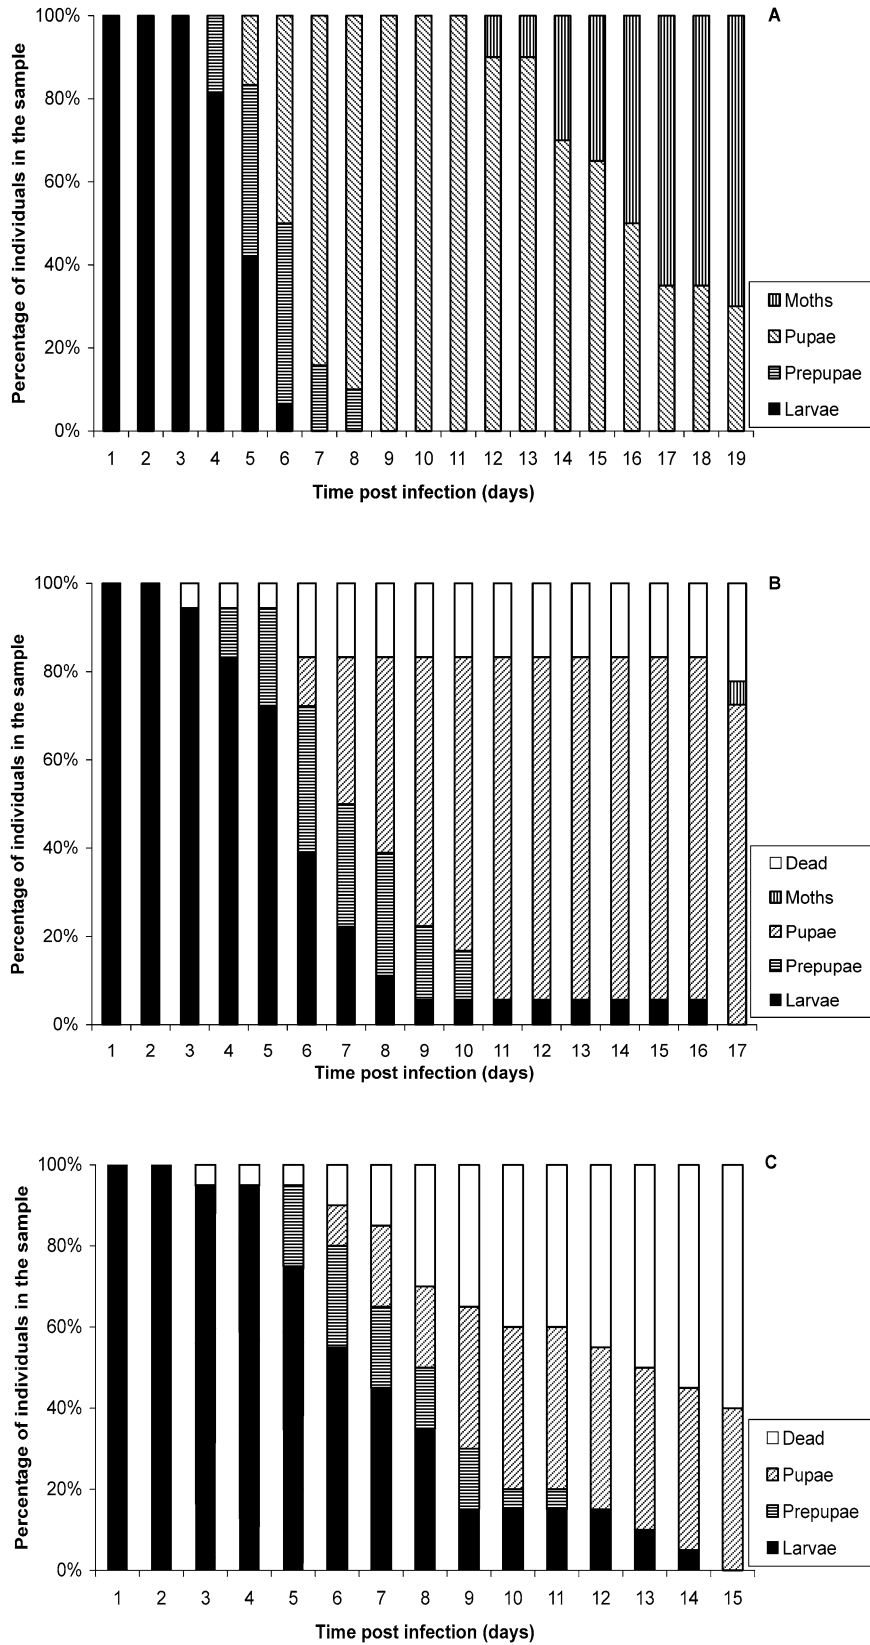 A
Percentage of individuals in the sample
100%
80%
60%
40%
20%
0%
1 2 3 4 5 6 7 8 9 10 11 12 13 14 15 16 17 18 19
Time post infection (days)
Moths
Pupae
Prepupae
Larvae
B
Percentage of individuals in the sample
100%
80%
60%
40%
20%
0%
1 2 3 4 5 6 7 8 9 10 11 12 13 14 15 16 17
Time post infection (days)
Dead
Moths
Pupae
Prepupae
Larvae
C
Percentage of individuals in the sample
100%
80%
60%
40%
20%
0%
1 2 3 4 5 6 7 8 9 10 11 12 13 14 15
Time post infection (days)
Dead
Pupae
Prepupae
Larvae